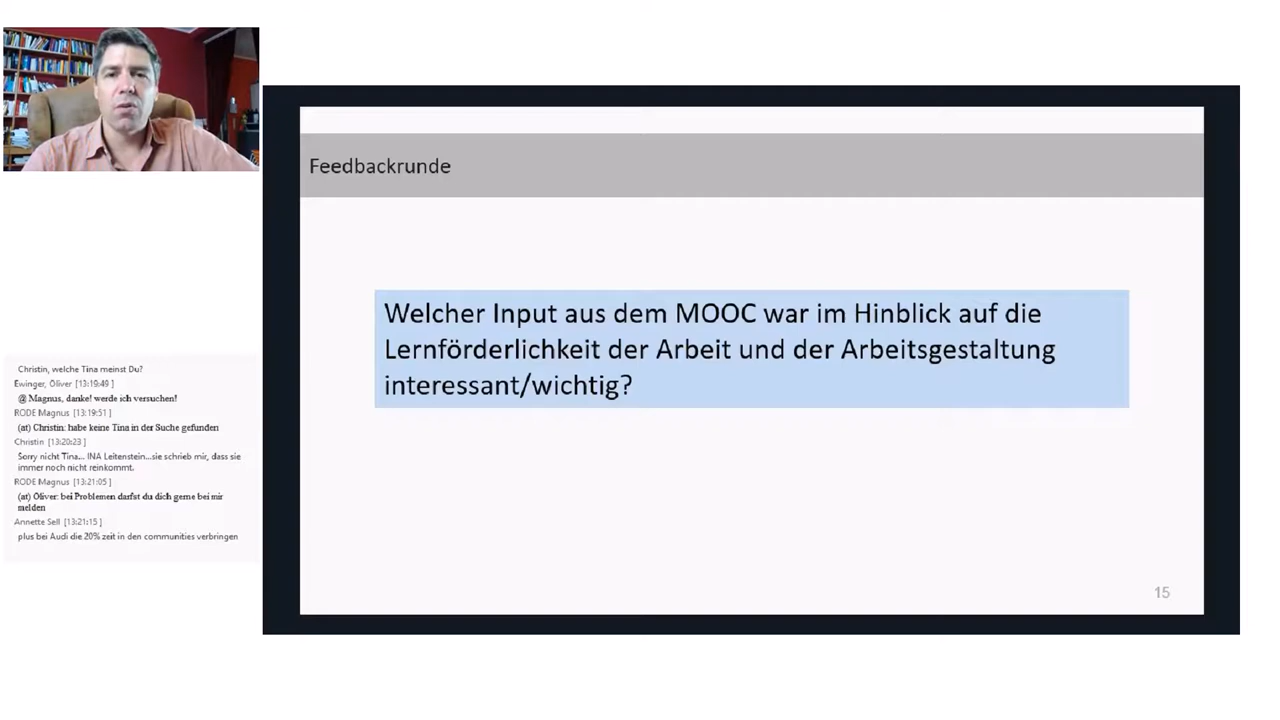 Feedbackrunde
Welcher Input aus dem MOOC war im Hinblick auf die
Lernförderlichkeit der Arbeit und der Arbeitsgestaltung
interessant/wichtig?
15
Christin, welche Tina meinst Du?
Ewinger, Oliver [13:19:49]
@ Magnus, danke! werde ich versuchen!
RODE Magnus [13:19:51]
(at) Christin: habe keine Tina in der Suche gefunden
Christin [13:20:23]
Sorry nicht Tina... INA Leitenstein...sie schrieb mir, dass sie
immer noch nicht reinkommt.
RODE Magnus [13:21:05]
(at) Oliver: bei Problemen darfst du dich gerne bei mir
melden
Annette Sell [13:21:15]
plus bei Audi die 20% zeit in den communities verbringen